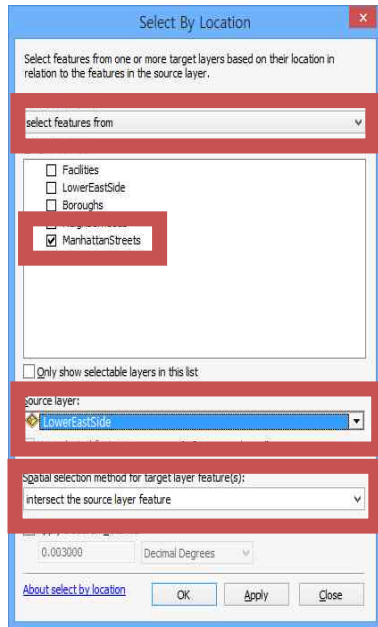 Select By Location
x
Select features from one or more target layers based on their location in
relation to the features in the source layer.
select features from
Facilities
LowerEastSide
Boroughs
ManhattanStreets
Only show selectable layers in this list
Source layer:
LowerEastSide
Spatial selection method for target layer feature(s):
intersect the source layer feature
0.003000 Decimal Degrees
About select by location OK Apply Close